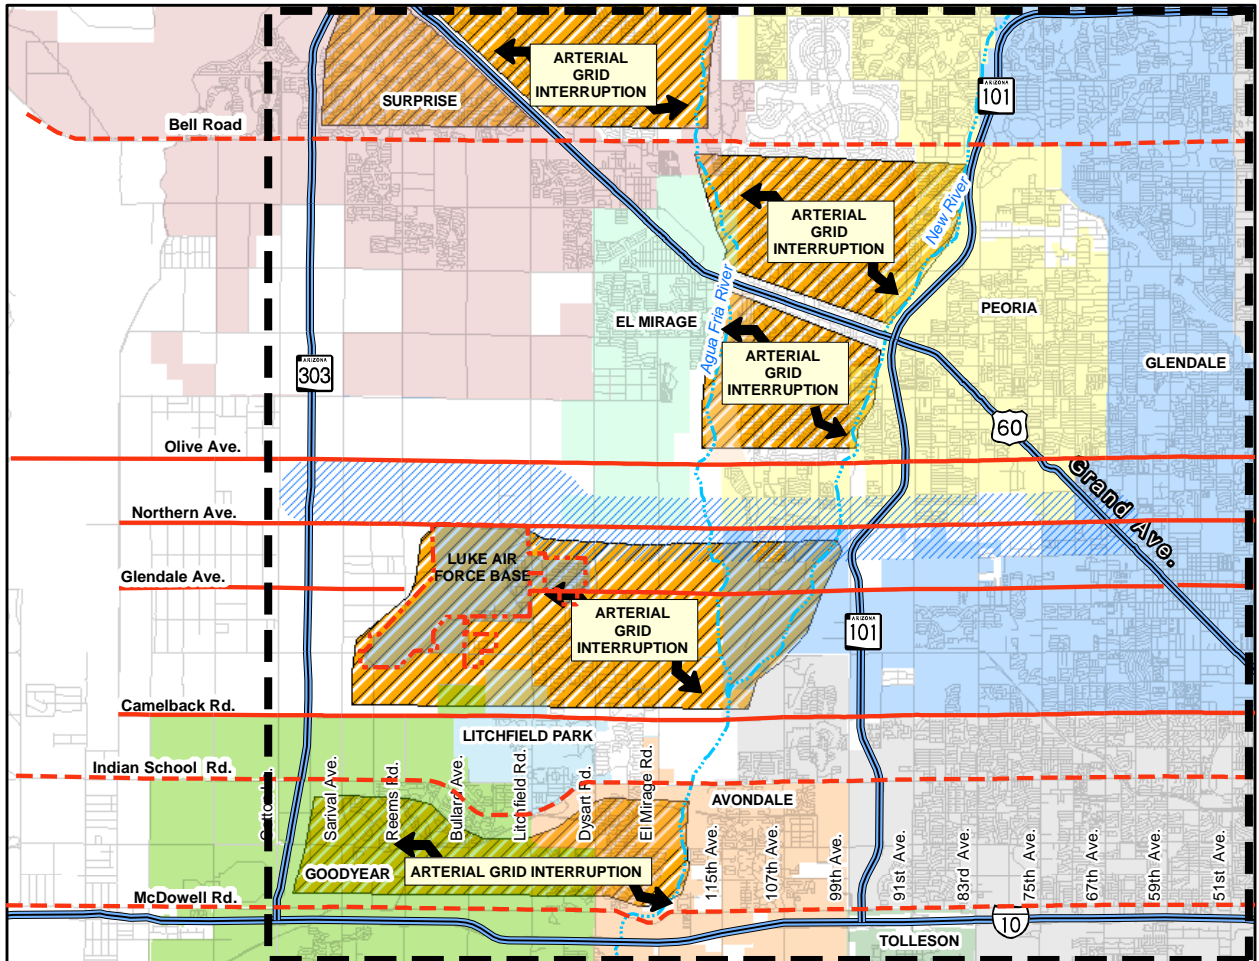 ARTERIAL
GRID
INTERRUPTION
SURPRISE
ARIZONA
101
Bell Road
ARTERIAL
GRID
INTERRUPTION
New River
Agua Fria River
PEORIA
EL MIRAGE
ARIZONA
303
ARTERIAL
GRID
INTERRUPTION
GLENDALE
60
Grand Ave.
Olive Ave.
Northern Ave.
LUKE AIR
FORCE BASE
Glendale Ave.
ARTERIAL
GRID
INTERRUPTION
ARIZONA
101
Camelback Rd.
LITCHFIELD PARK
Indian School Rd.
Sarival Ave.
Reems Rd.
Bullard Ave.
Litchfield Rd.
Dysart Rd.
El Mirage Rd.
AVONDALE
115th Ave.
107th Ave.
99th Ave.
91st Ave.
83rd Ave.
75th Ave.
67th Ave.
59th Ave.
51st Ave.
GOODYEAR
ARTERIAL GRID INTERRUPTION
McDowell Rd.
10
TOLLESON